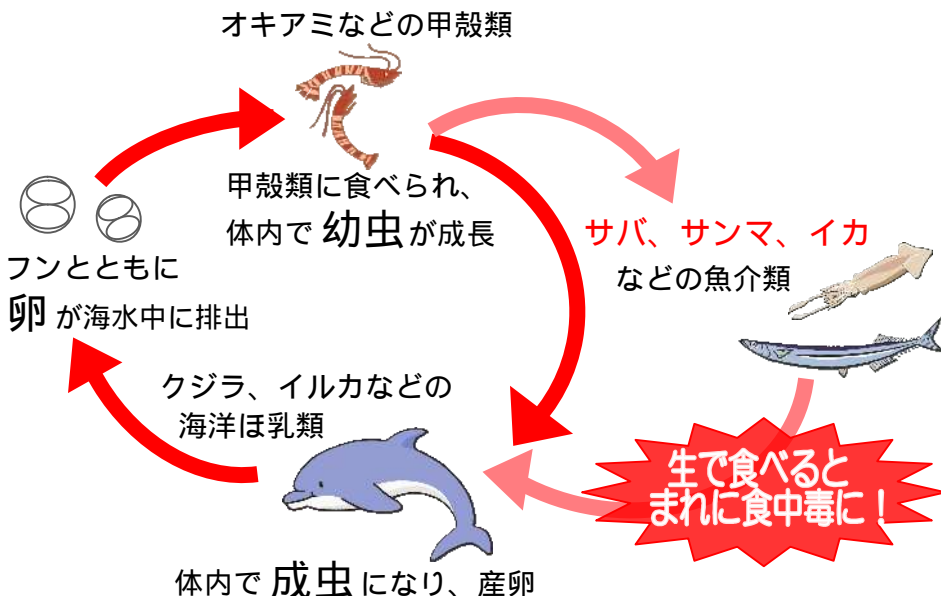 オキアミなどの甲殻類
甲殻類に食べられ、
体内で 幼虫 が成長
サバ、サンマ、イカ
などの魚介類
フンとともに
卵 が海水中に排出
クジラ、イルカなどの
海洋ほ乳類
生で食べると
まれに食中毒に！
体内で 成虫 になり、産卵